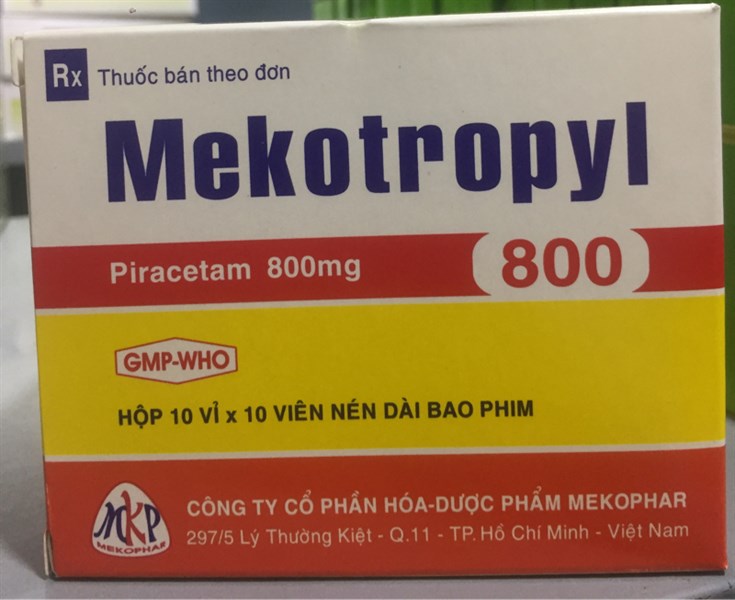 Rx Thuốc bán theo đơn
Mekotropyl
Piracetam 800mg
800
GMP-WHO
HỘP 10 VỈ x 10 VIÊN NÉN DÀI BAO PHIM
MKP
MEKOPHAR
CÔNG TY CỔ PHẦN HÓA-DƯỢC PHẨM MEKOPHAR
297/5 Lý Thường Kiệt - Q.11 - TP. Hồ Chí Minh - Việt Nam